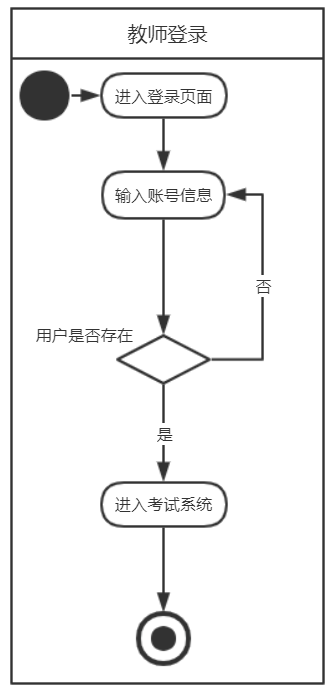 教师登录
进入登录页面
输入账号信息
否
用户是否存在
是
进入考试系统